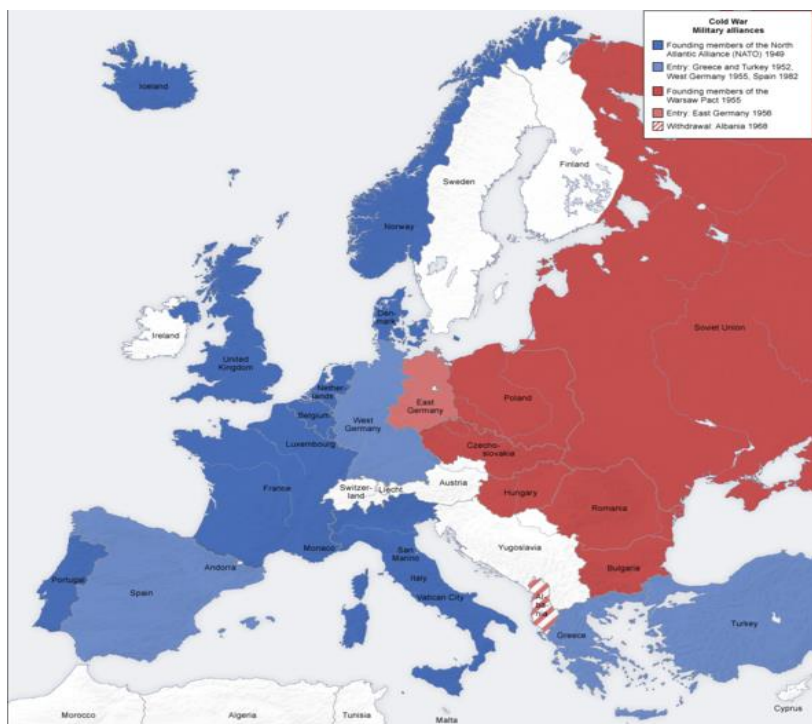 Cold War
Military alliances
Founding members of the North
Atlantic Alliance (NATO) 1949
Entry: Greece and Turkey 1952,
West Germany 1955, Spain 1982
Founding members of the
Warsaw Pact 1955
Entry: East Germany 1956
Withdrawal: Albania 1968
Iceland
Sweden
Finland
Norway
Soviet Union
Den-
mark
Ireland
United
Kingdom
Nether-
lands
Belgium
Luxembourg
West
Germany
East
Germany
Poland
Czecho-
slovakia
France
Switzer-
land
Liecht.
Austria
Hungary
Romania
Yugoslavia
Bulgaria
Monaco
San
Marino
Italy
Vatican City
Andorra
Portugal
Spain
Al
ba
nia
Greece
Turkey
Cyprus
Morocco
Algeria
Tunisia
Malta